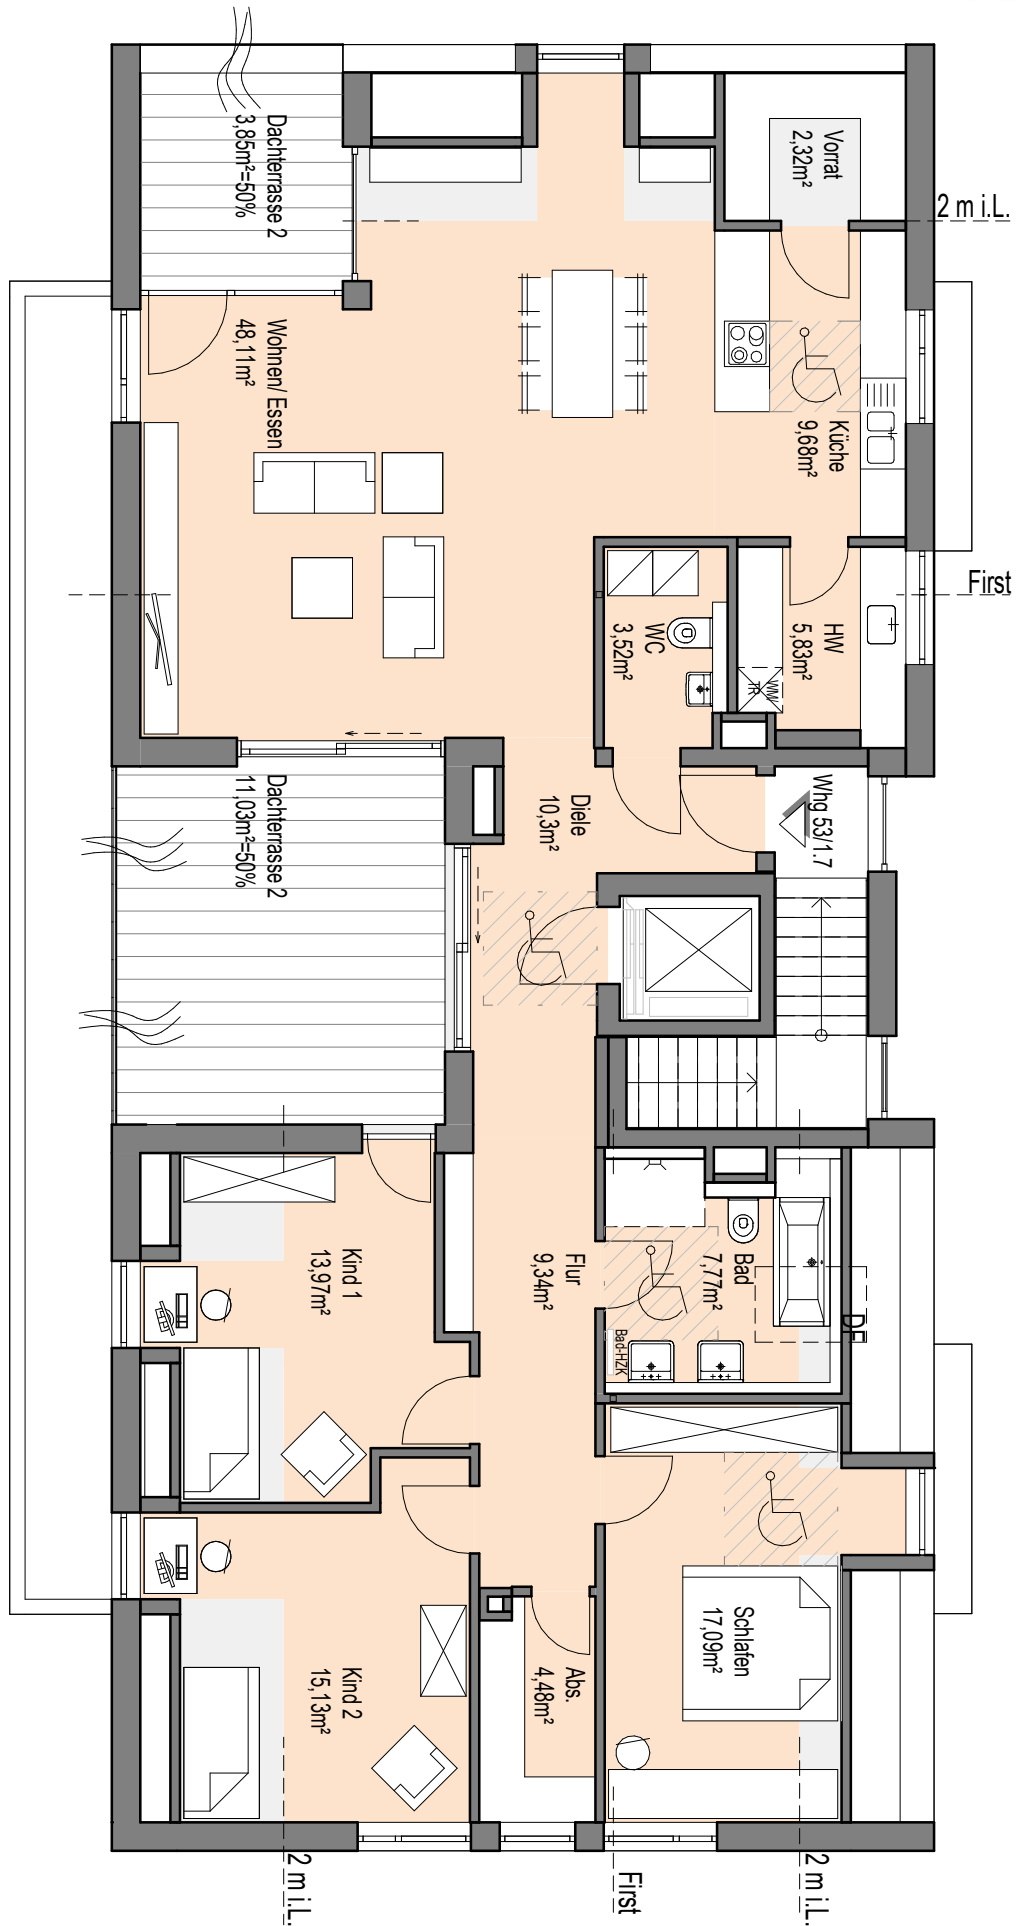 Dachterrasse 2
3,85m²=50%
Vorrat
2,32m²
2 m i.L.
Wohnen/ Essen
48,11m²
Küche
9,68m²
First
WC
3,52m²
HW
5,83m²
WM/
TR
Dachterrasse 2
11,03m²=50%
Diele
10,3m²
Whg 53/1.7
Kind 1
13,97m²
Flur
9,34m²
Bad
7,77m²
DF
Bad-HZK
Kind 2
15,13m²
Abs.
4,48m²
Schlafen
17,09m²
2 m i.L.
First
2 m i.L.